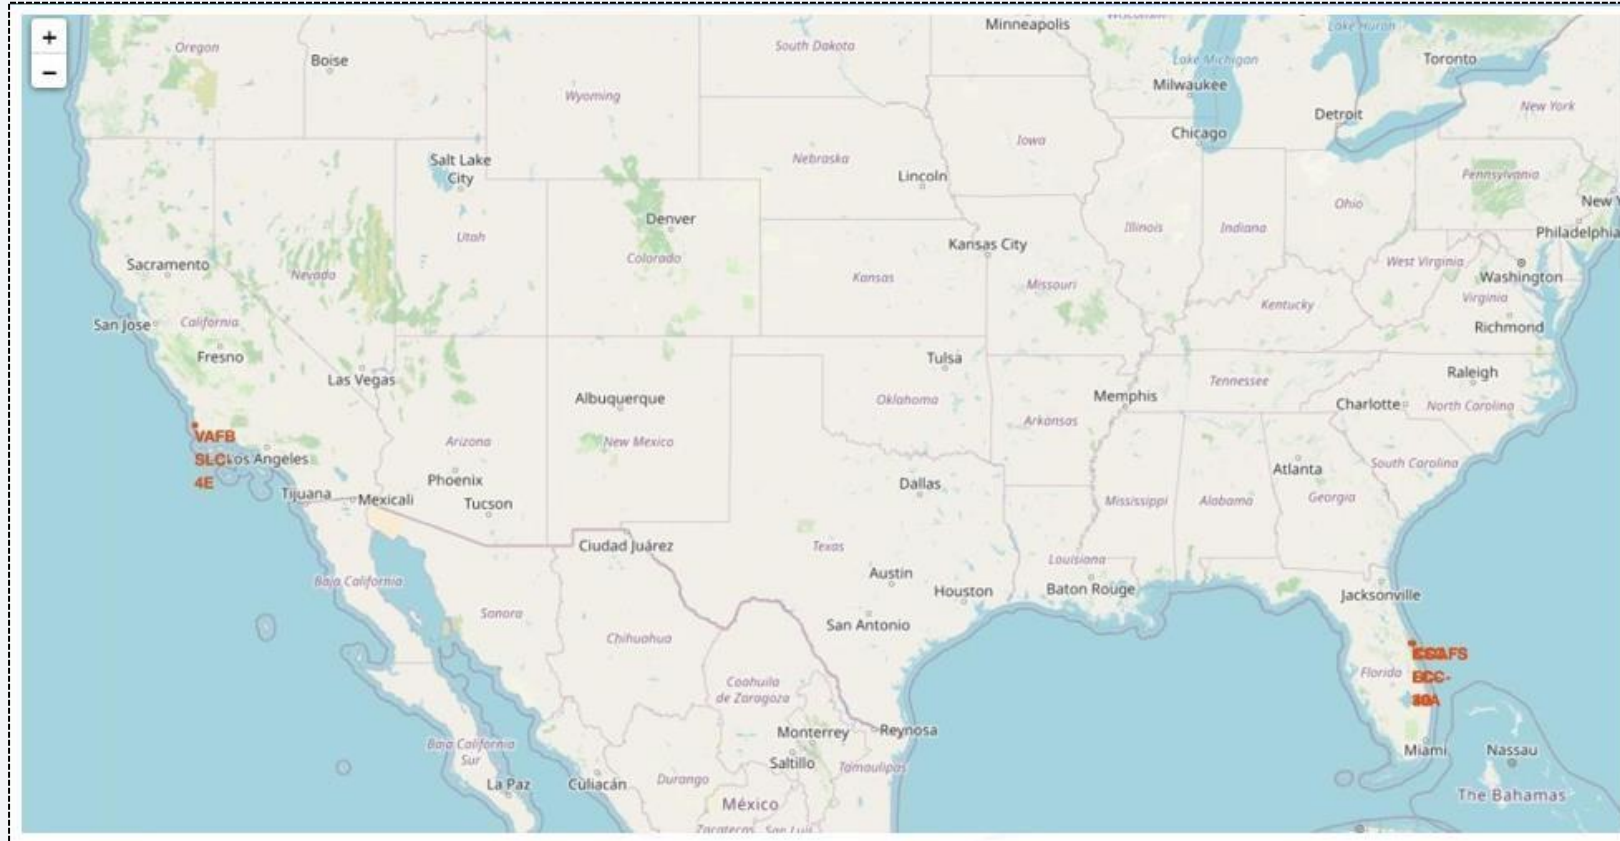 +
−
Oregon
Boise
South Dakota
Minneapolis
Wisconsin
Lake Huron
Lake Michigan
Toronto
Wyoming
Milwaukee
New York
Detroit
Iowa
Chicago
Salt Lake
City
Nebraska
Lincoln
Pennsylvania
Ohio
Denver
Utah
Illinois
Indiana
Philadelphia
Kansas City
Sacramento
Nevada
Colorado
Kansas
Missouri
West Virginia
Washington
Kentucky
Virginia
San Jose
California
Richmond
Fresno
Las Vegas
Tulsa
Tennessee
Raleigh
Albuquerque
Oklahoma
Memphis
Charlotte
North Carolina
Arkansas
VAFB
SLC-
4E
Los Angeles
Arizona
New Mexico
South Carolina
Atlanta
Phoenix
Dallas
Tijuana
Mexicali
Tucson
Mississippi
Alabama
Georgia
Ciudad Juárez
Texas
Louisiana
Baja California
Austin
Houston
Baton Rouge
Jacksonville
Sonora
San Antonio
Chihuahua
Florida
Coahuila
de Zaragoza
Monterrey
Reynosa
Baja California
Sur
Saltillo
Tamaulipas
Miami
Nassau
La Paz
Culiacán
Durango
México
The Bahamas
Zacatecas
San Luis